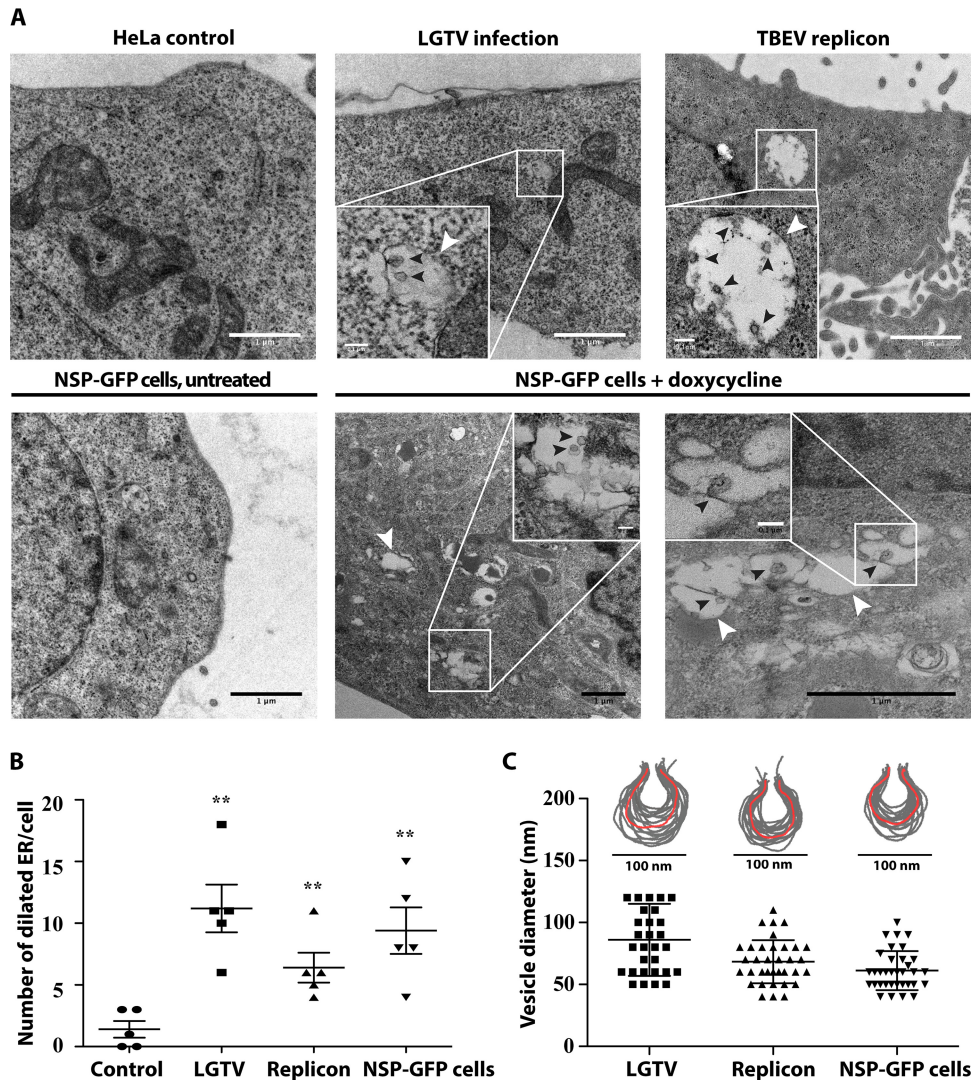 A
HeLa control
LGTV infection
TBEV replicon
1 µm
1 µm
0,1µm
1 µm
NSP-GFP cells, untreated
NSP-GFP cells + doxycycline
0,1 µm
1 µm
1 µm
1 µm
B
Number of dilated ER/cell
20
15
10
5
0
**
**
**
Control
LGTV
Replicon
NSP-GFP cells
C
Vesicle diameter (nm)
200
150
100
50
0
100 nm
100 nm
100 nm
LGTV
Replicon
NSP-GFP cells